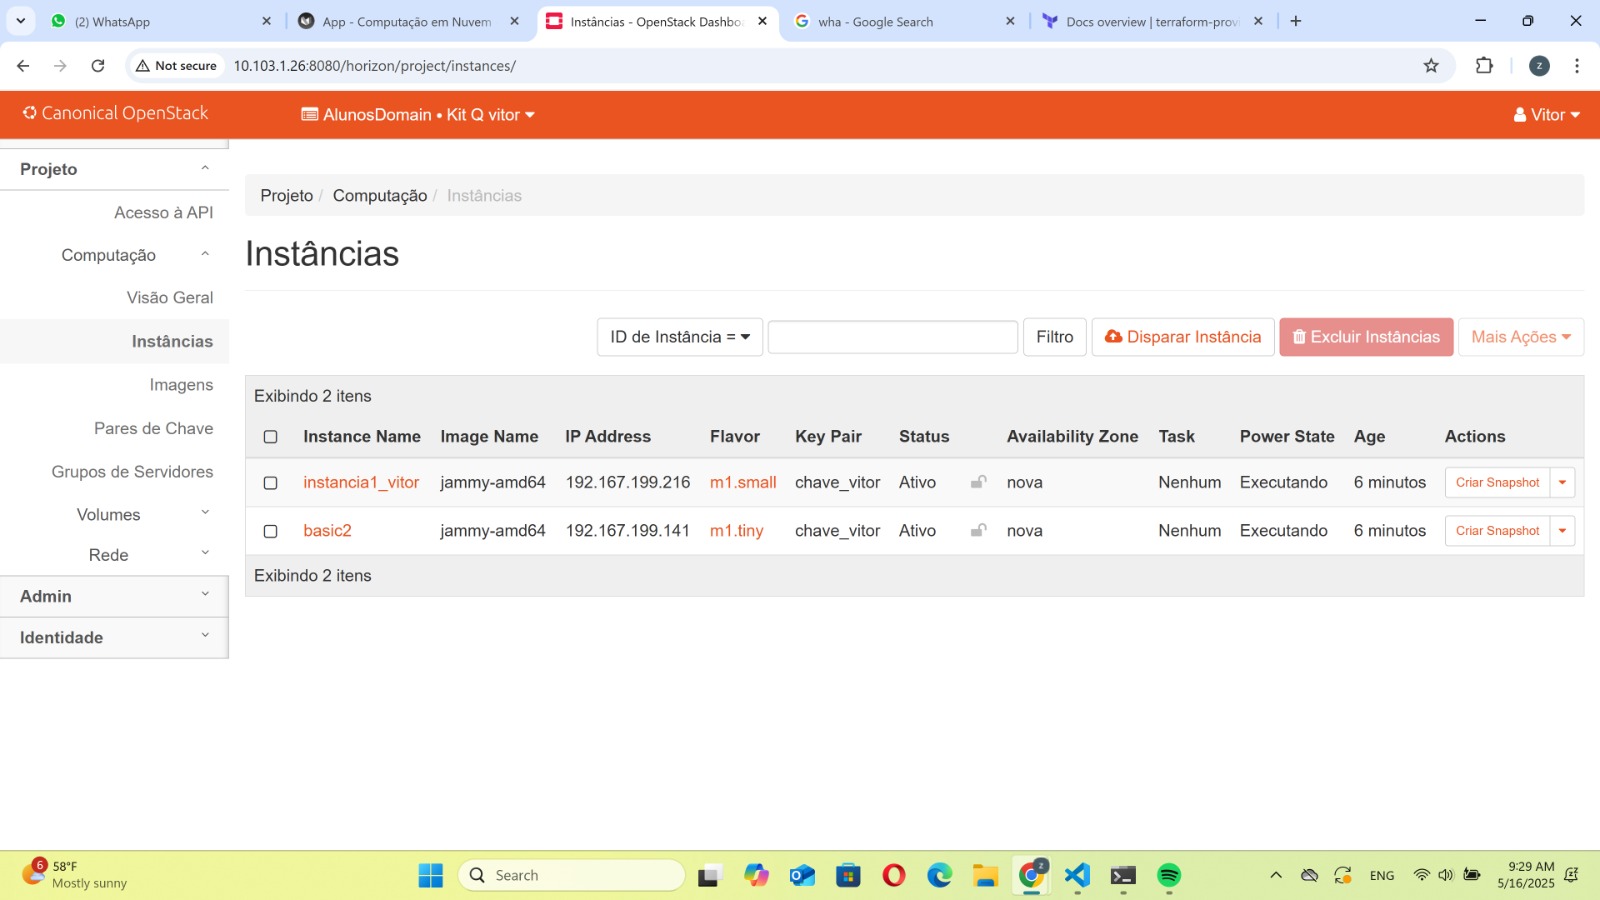 (2) WhatsApp
App - Computação em Nuvem
Instâncias - OpenStack Dashbo
wha - Google Search
Docs overview | terraform-provi
Not secure
10.103.1.26:8080/horizon/project/instances/
z
Canonical OpenStack
AlunosDomain • Kit Q vitor
Vitor
Projeto
Acesso à API
Computação
Visão Geral
Instâncias
Imagens
Pares de Chave
Grupos de Servidores
Volumes
Rede
Admin
Identidade
Projeto / Computação / Instâncias
Instâncias
ID de Instância =
Filtro
Disparar Instância
Excluir Instâncias
Mais Ações
Exibindo 2 itens
Instance Name Image Name IP Address Flavor Key Pair Status Availability Zone Task Power State Age Actions
instancia1_vitor jammy-amd64 192.167.199.216 m1.small chave_vitor Ativo nova Nenhum Executando 6 minutos Criar Snapshot
basic2 jammy-amd64 192.167.199.141 m1.tiny chave_vitor Ativo nova Nenhum Executando 6 minutos Criar Snapshot
Exibindo 2 itens
6
58°F
Mostly sunny
Search
z
ENG
9:29 AM
5/16/2025